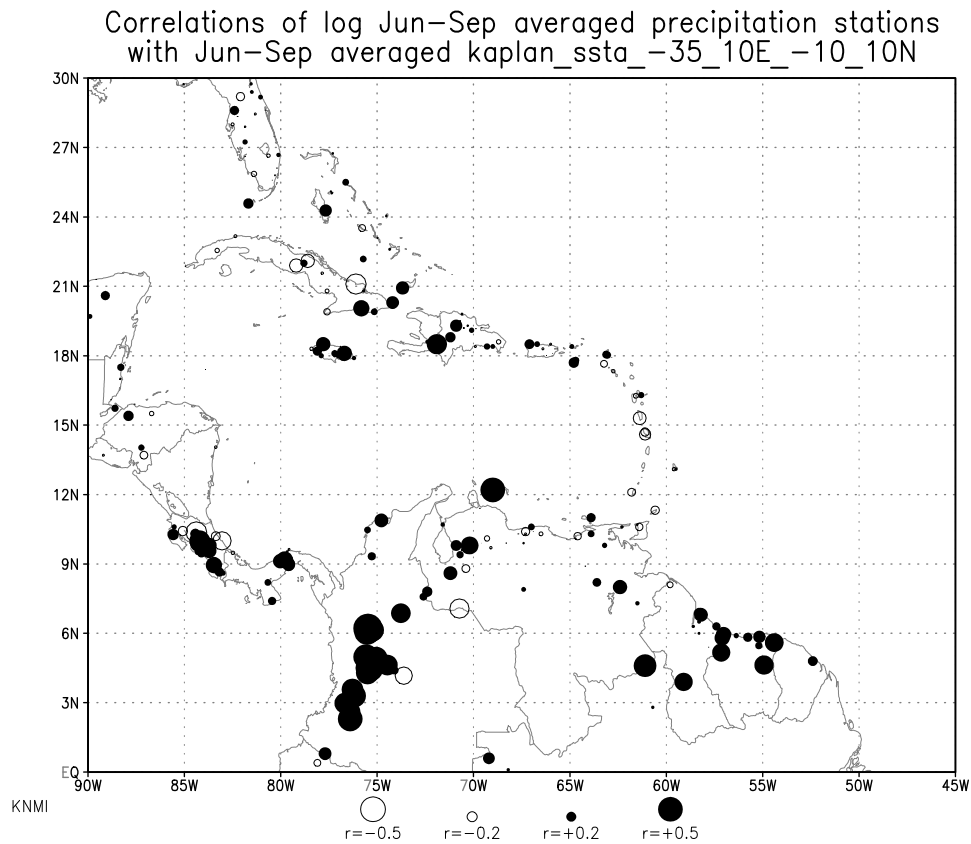 Correlations of log Jun-Sep averaged precipitation stations
with Jun-Sep averaged kaplan_ssta_-35_10E_-10_10N
30N
27N
24N
21N
18N
15N
12N
9N
6N
3N
EQ
90W 85W 80W 75W 70W 65W 60W 55W 50W 45W
KNMI
r=-0.5 r=-0.2 r=+0.2 r=+0.5